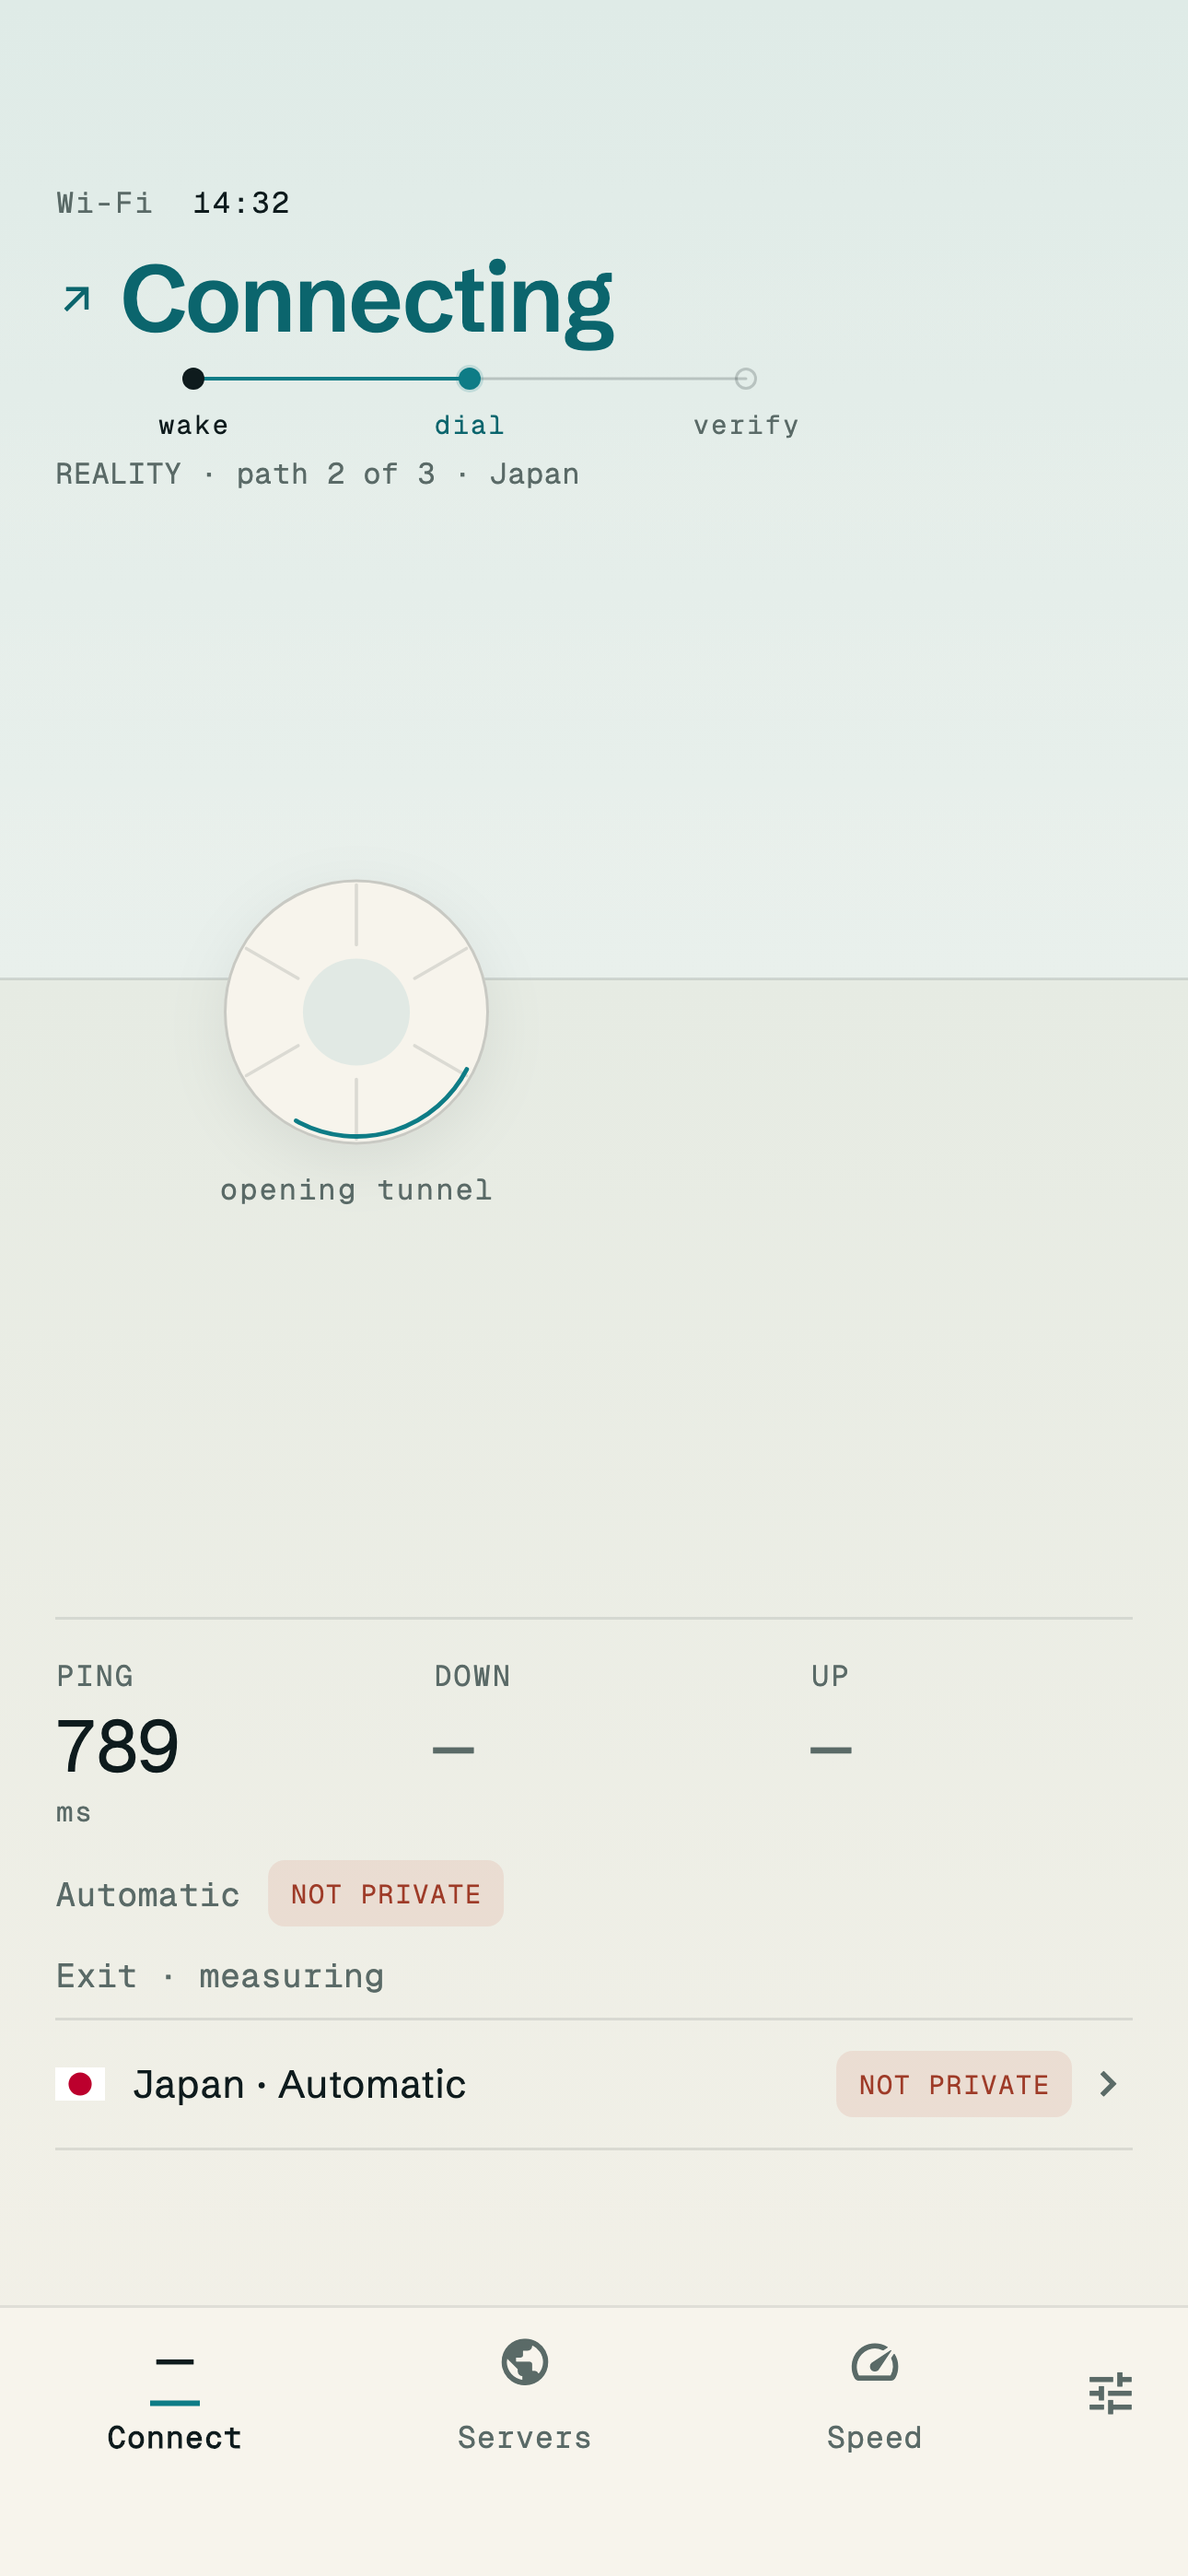 Wi-Fi 14:32
Connecting
wake dial verify
REALITY · path 2 of 3 · Japan
opening tunnel
PING DOWN UP
789 — —
ms
Automatic NOT PRIVATE
Exit · measuring
Japan · Automatic NOT PRIVATE
Connect Servers Speed